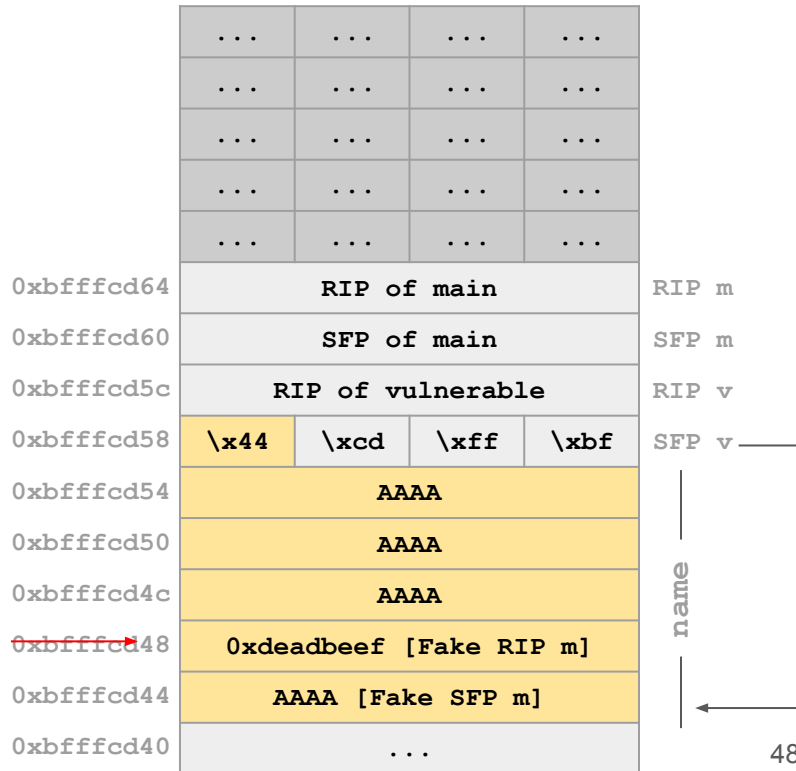 ... ... ... ...
... ... ... ...
... ... ... ...
... ... ... ...
... ... ... ...
0xbfffcd64 RIP of main RIP m
0xbfffcd60 SFP of main SFP m
0xbfffcd5c RIP of vulnerable RIP v
0xbfffcd58 \x44 \xcd \xff \xbf SFP v
0xbfffcd54 AAAA
0xbfffcd50 AAAA
0xbfffcd4c AAAA
name
0xbfffcd48 0xdeadbeef [Fake RIP m]
0xbfffcd44 AAAA [Fake SFP m]
0xbfffcd40 ...
48